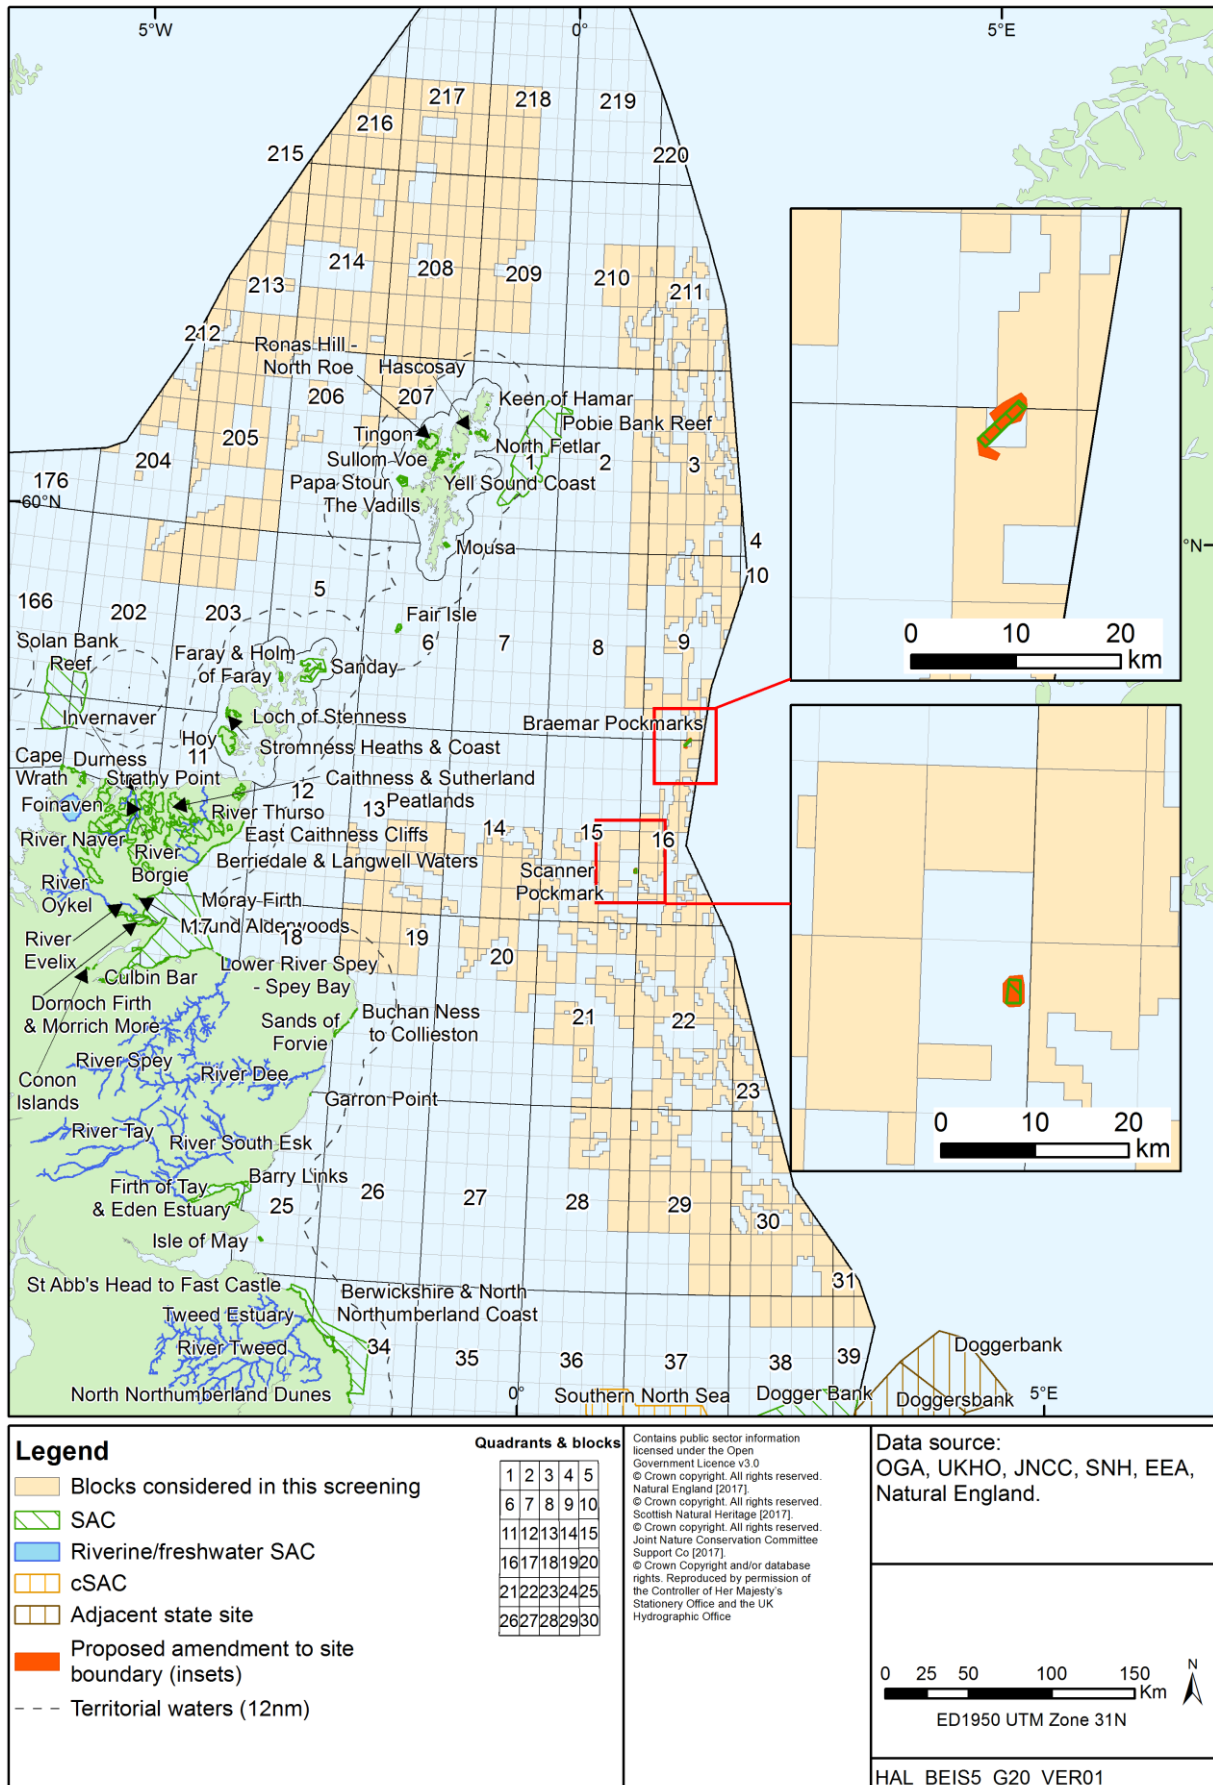 5°W
0°
5°E
217
218
219
216
215
220
214
208
209
210
213
211
212
Ronas Hill -
North Roe
Hascosay
206
207
Keen of Hamar
Pobie Bank Reef
205
Tingon
North Fetlar
204
Sullom Voe
1
2
3
176
Papa Stour
Yell Sound Coast
60°N
The Vadills
Mousa
4
°N
10
5
166
202
203
Fair Isle
Solan Bank
Reef
6
7
8
9
Faray & Holm
of Faray
Sanday
0
10
20
km
Invernaver
Loch of Stenness
Braemar Pockmarks
Hoy
Stromness Heaths & Coast
11
Cape
Wrath
Durness
Strathy Point
Caithness & Sutherland
Peatlands
12
13
Foinaven
River Thurso
14
15
16
River Naver
East Caithness Cliffs
River
Borgie
Berriedale & Langwell Waters
Scanner
Pockmark
River
Oykel
Moray Firth
Mound Alderwoods
17
18
19
20
River
Evelix
Culbin Bar
Lower River Spey
- Spey Bay
Dornoch Firth
& Morrich More
Buchan Ness
to Collieston
Sands of
Forvie
21
22
River Spey
River Dee
Conon
Islands
23
Garron Point
0
10
20
km
River Tay
River South Esk
Barry Links
Firth of Tay
& Eden Estuary
25
26
27
28
29
30
Isle of May
St Abb's Head to Fast Castle
Berwickshire & North
Northumberland Coast
31
Tweed Estuary
River Tweed
34
35
36
37
38
39
Doggerbank
North Northumberland Dunes
0°
Southern North Sea
Dogger Bank
Doggersbank
5°E
Legend
Blocks considered in this screening
SAC
Riverine/freshwater SAC
cSAC
Adjacent state site
Proposed amendment to site
boundary (insets)
Territorial waters (12nm)
Quadrants & blocks
1 2 3 4 5
6 7 8 9 10
11 12 13 14 15
16 17 18 19 20
21 22 23 24 25
26 27 28 29 30
Contains public sector information
licensed under the Open
Government Licence v3.0
© Crown copyright. All rights reserved.
Natural England [2017].
© Crown copyright. All rights reserved.
Scottish Natural Heritage [2017].
© Crown copyright. All rights reserved.
Joint Nature Conservation Committee
Support Co [2017].
© Crown Copyright and/or database
rights. Reproduced by permission of
the Controller of Her Majesty's
Stationery Office and the UK
Hydrographic Office
Data source:
OGA, UKHO, JNCC, SNH, EEA,
Natural England.
0 25 50 100 150
Km
N
ED1950 UTM Zone 31N
HAL_BEIS5_G20_VER01